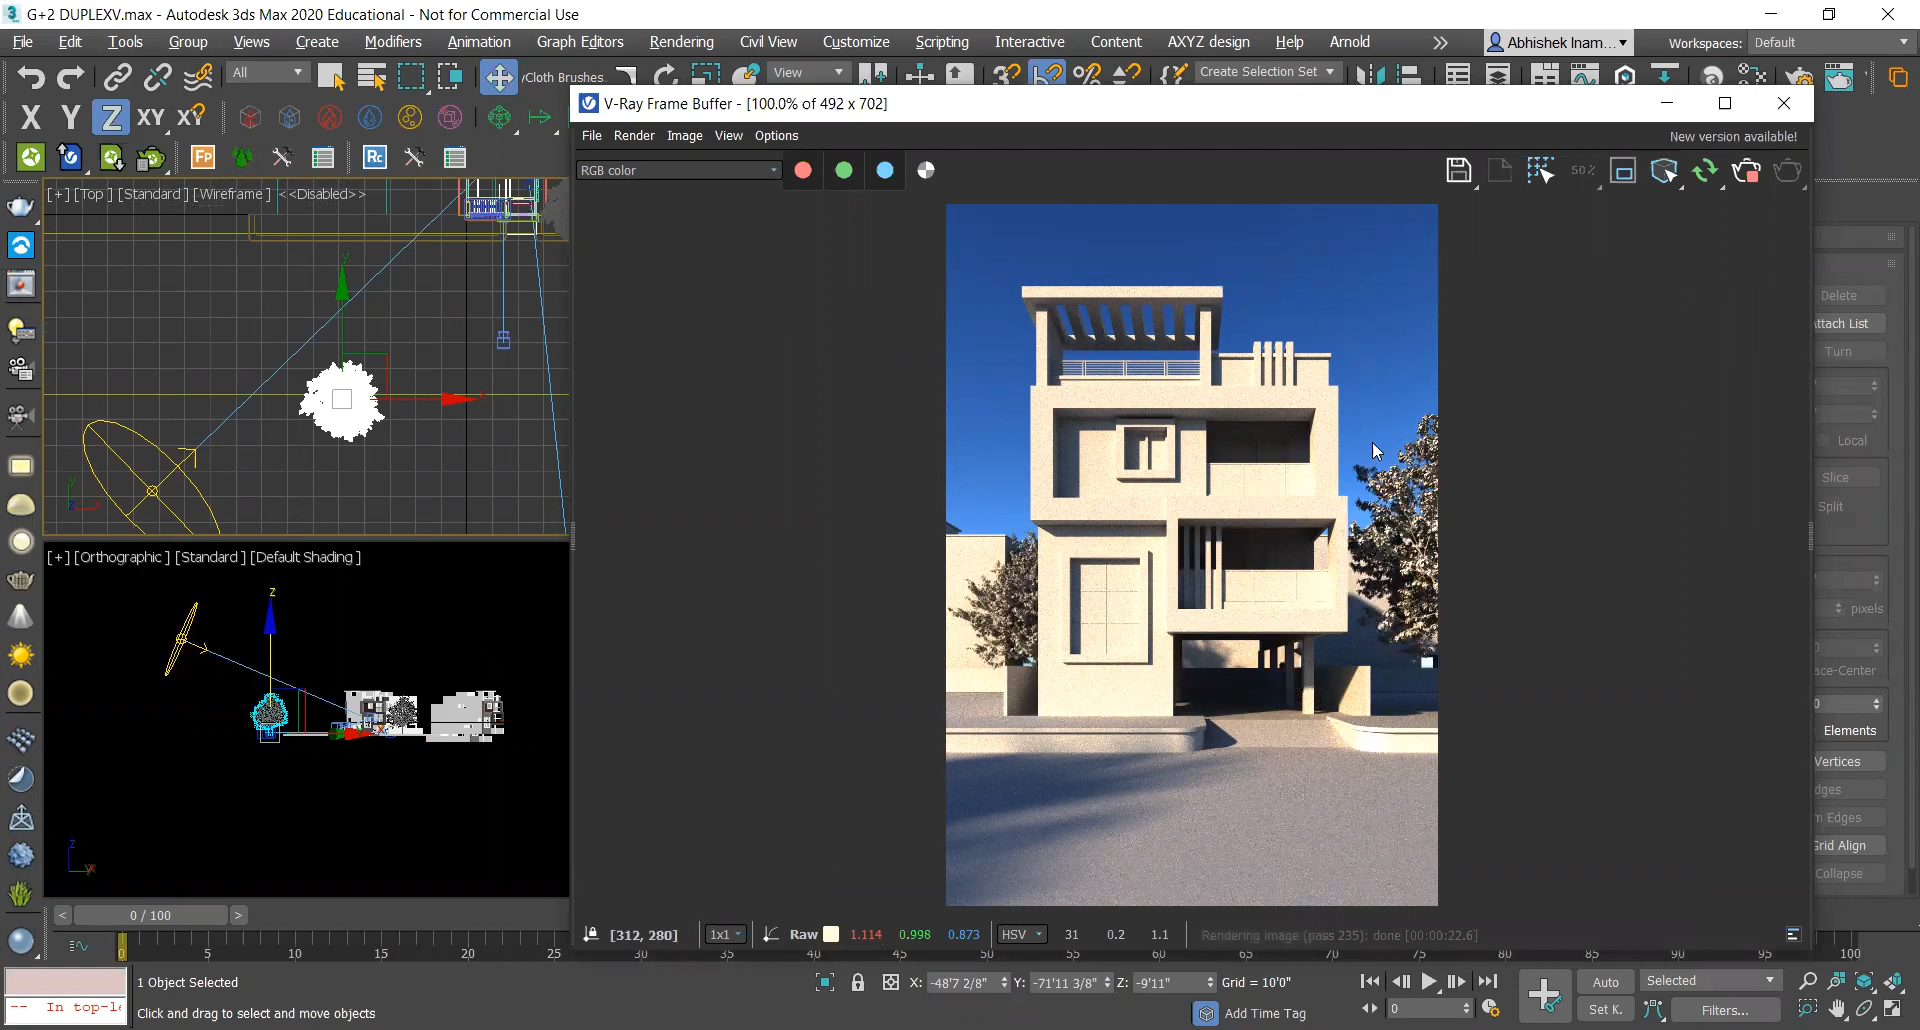 G+2 DUPLEXV.max - Autodesk 3ds Max 2020 Educational - Not for Commercial Use
File Edit Tools Group Views Create Modifiers Animation Graph Editors Rendering Civil View Customize Scripting Interactive Content AXYZ design Help Arnold
Abhishek Inam... Workspaces: Default
All Cloth Brushes View Create Selection Set
X Y Z XY XY
V-Ray Frame Buffer - [100.0% of 492 x 702]
File Render Image View Options New version available!
Fp Rc
RGB color 50%
[+] [Top ] [Standard ] [Wireframe ] <<Disabled>>
y
x
Delete
ttach List
Turn
Local
Slice
Split
[+] [Orthographic ] [Standard ] [Default Shading ]
z
pixels
ace-Center
Elements
Vertices
dges
m Edges
Grid Align
Collapse
< 0 / 100 >
[312, 280] 1x1 Raw 1.114 0.998 0.873 HSV 31 0.2 1.1 Rendering image (pass 235): done [00:00:22.6]
0 5 10 15 20 25 30 35 40 45 50 55 60 65 70 75 80 85 90 95 100
1 Object Selected X: -48'7 2/8" Y: -71'11 3/8" Z: -9'11" Grid = 10'0" Auto Selected
-- In top-le Click and drag to select and move objects Add Time Tag 0 Set K. Filters...